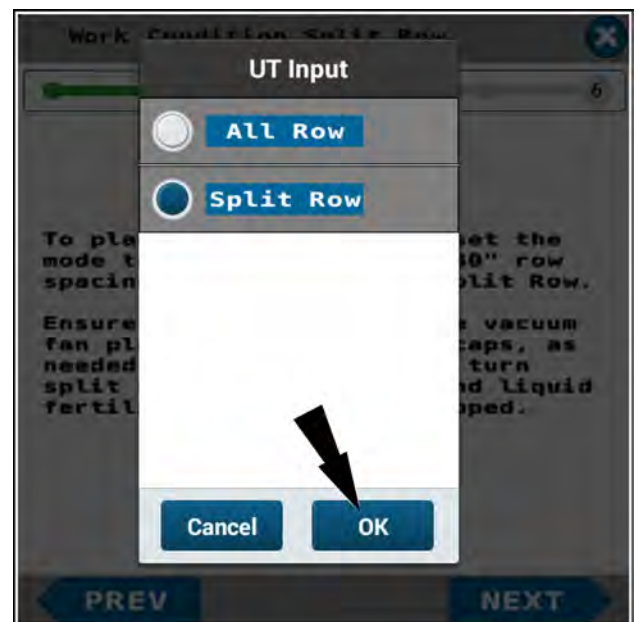 Work Condition Split Row
UT Input
6
All Row
Split Row
To pla set the
mode t 30" row
spacin plit Row.
Ensure vacuum
fan pl caps, as
needed turn
split nd liquid
fertil pped.
Cancel
OK
PREV
NEXT